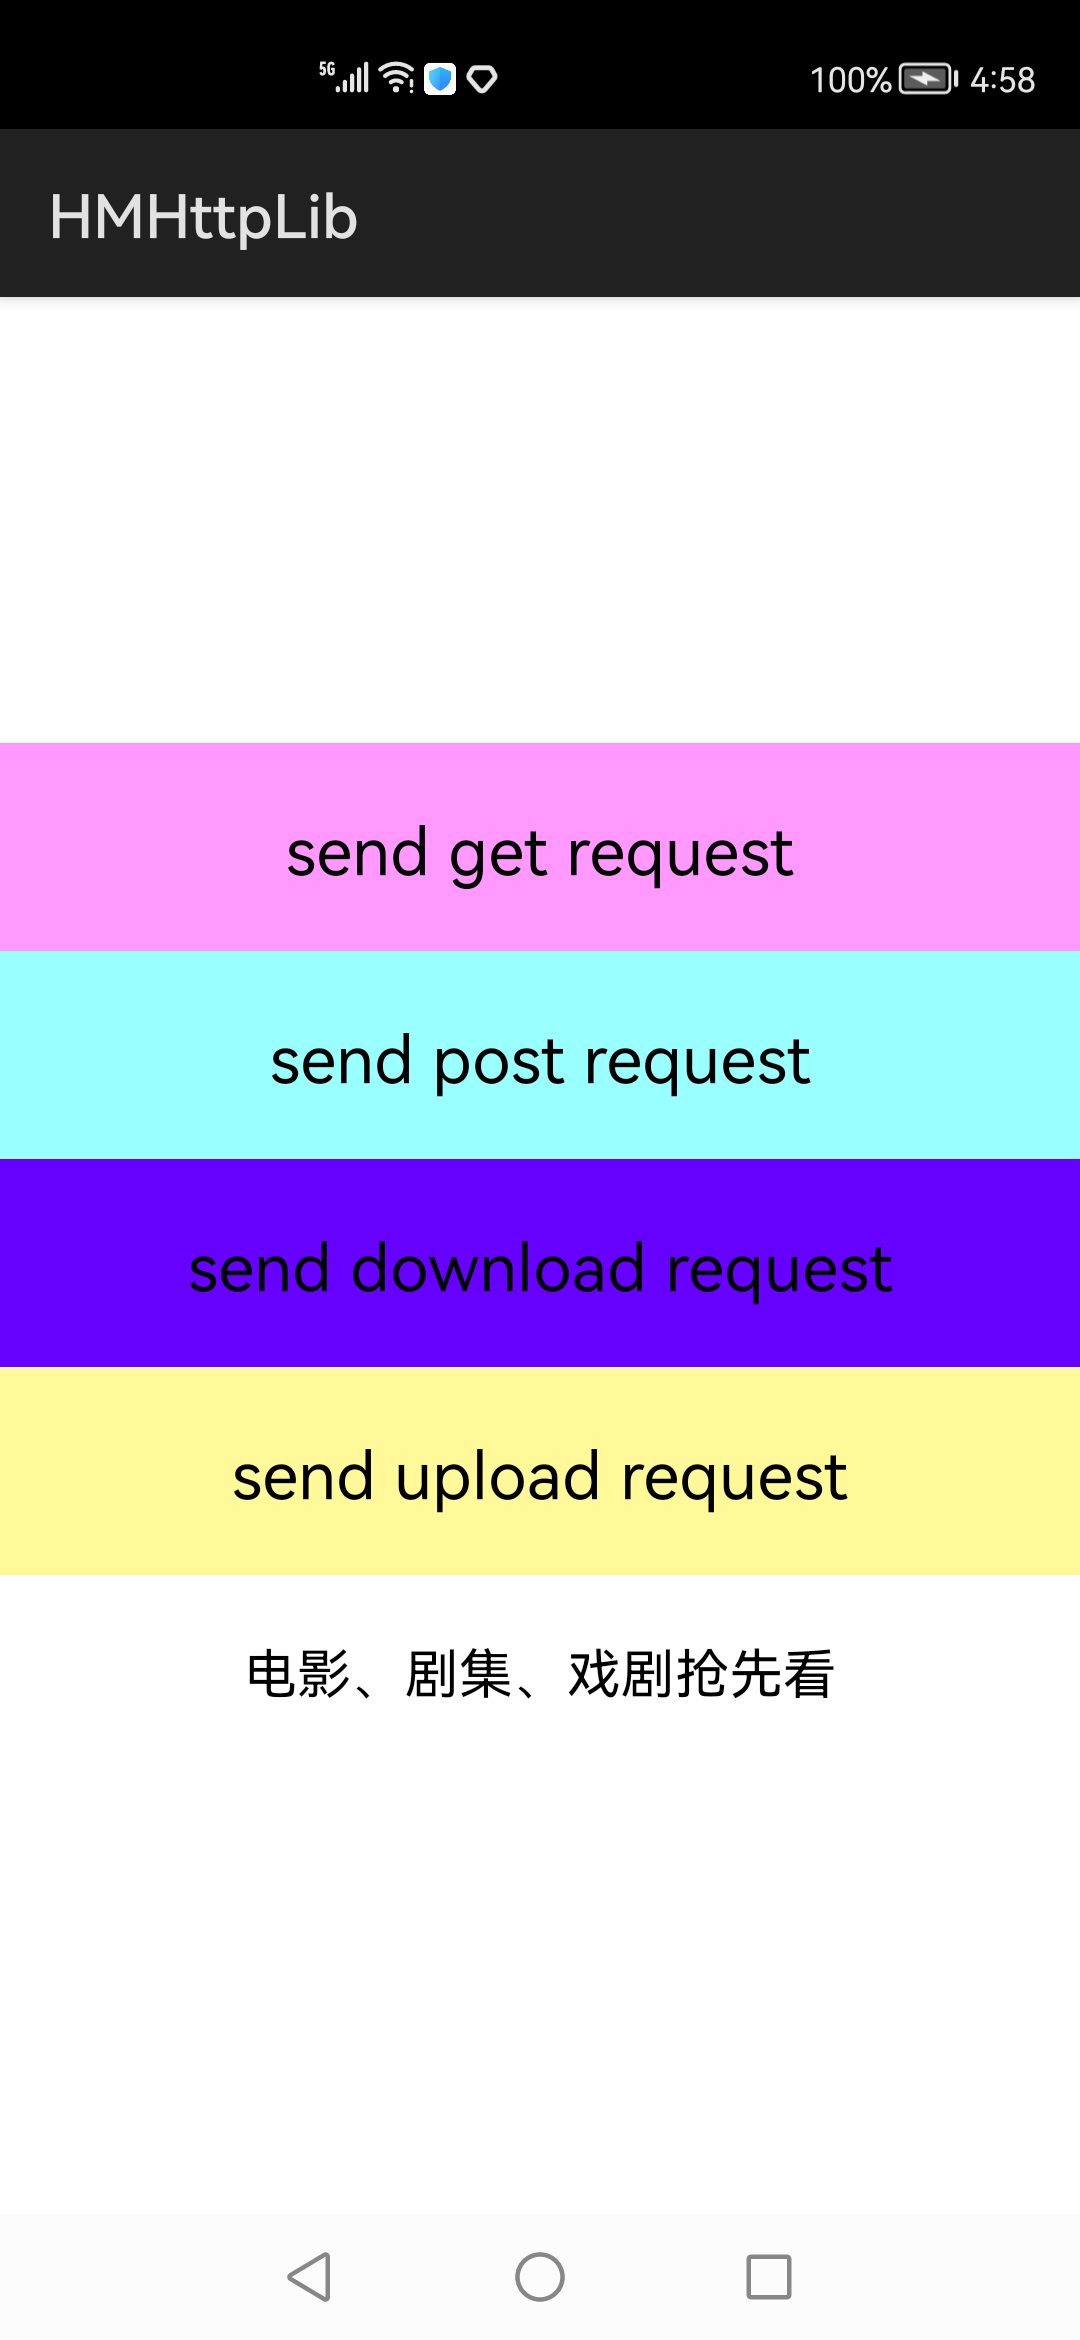 5G 100% 4:58
HMHttpLib
send get request
send post request
send download request
send upload request
电影、剧集、戏剧抢先看